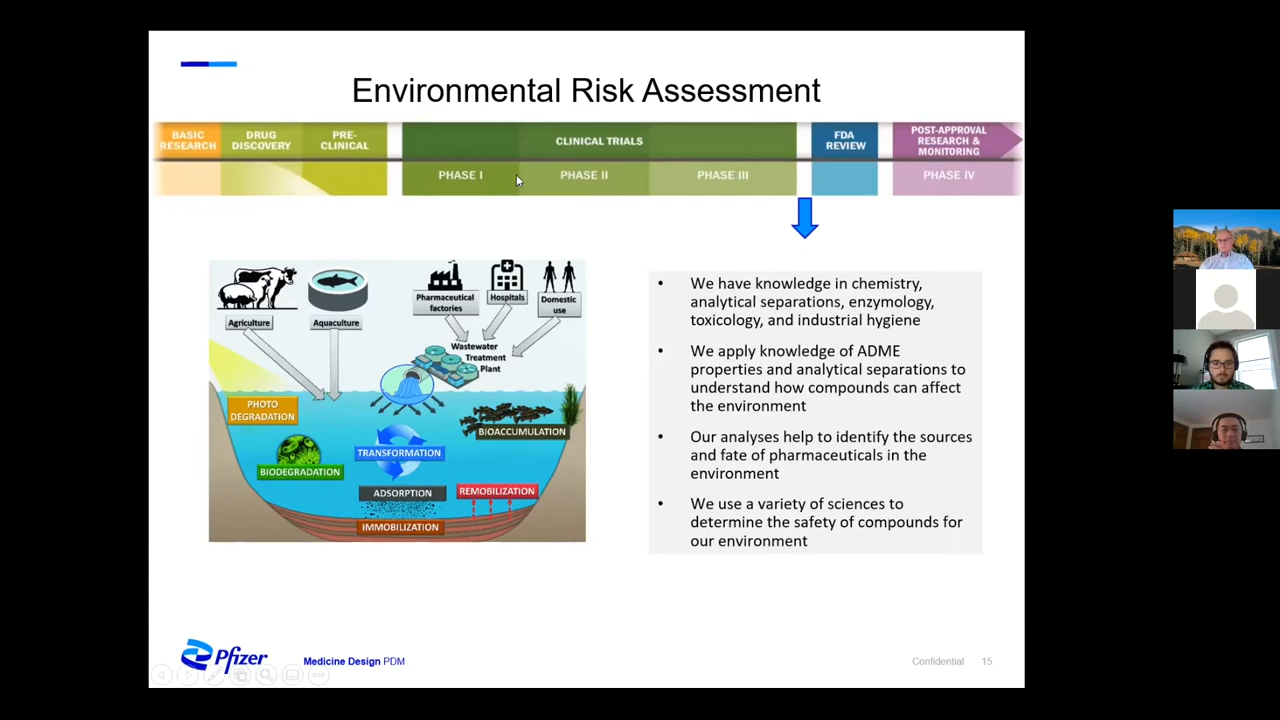 Environmental Risk Assessment
BASIC
RESEARCH
DRUG
DISCOVERY
PRE-
CLINICAL
CLINICAL TRIALS
FDA
REVIEW
POST-APPROVAL
RESEARCH &
MONITORING
PHASE I
PHASE II
PHASE III
PHASE IV
Agriculture
Aquaculture
Pharmaceutical
factories
Hospitals
Domestic
use
Wastewater
Treatment
Plant
PHOTO
DEGRADATION
BIOACCUMULATION
TRANSFORMATION
BIODEGRADATION
ADSORPTION
REMOBILIZATION
IMMOBILIZATION
• We have knowledge in chemistry,
analytical separations, enzymology,
toxicology, and industrial hygiene
• We apply knowledge of ADME
properties and analytical separations to
understand how compounds can affect
the environment
• Our analyses help to identify the sources
and fate of pharmaceuticals in the
environment
• We use a variety of sciences to
determine the safety of compounds for
our environment
Pfizer
Medicine Design PDM
Confidential 15